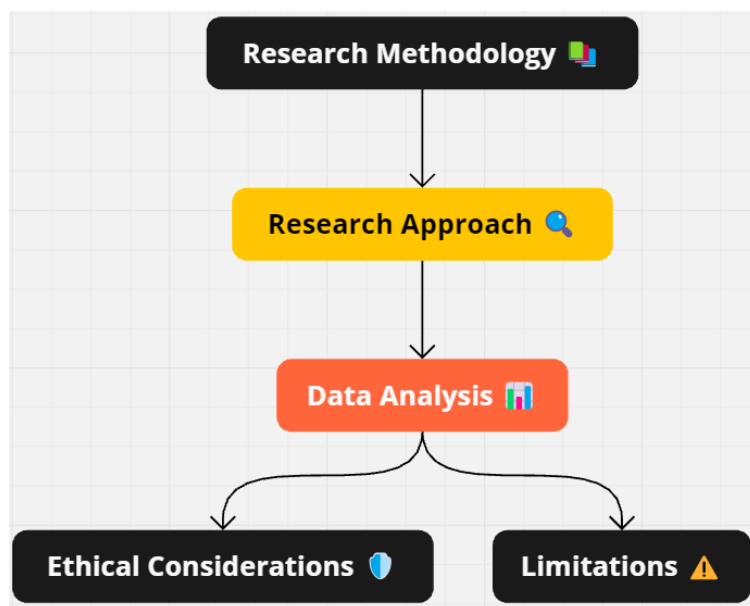 Research Methodology 📚
Research Approach 🔍
Data Analysis 📊
Ethical Considerations 🛡️
Limitations ⚠️